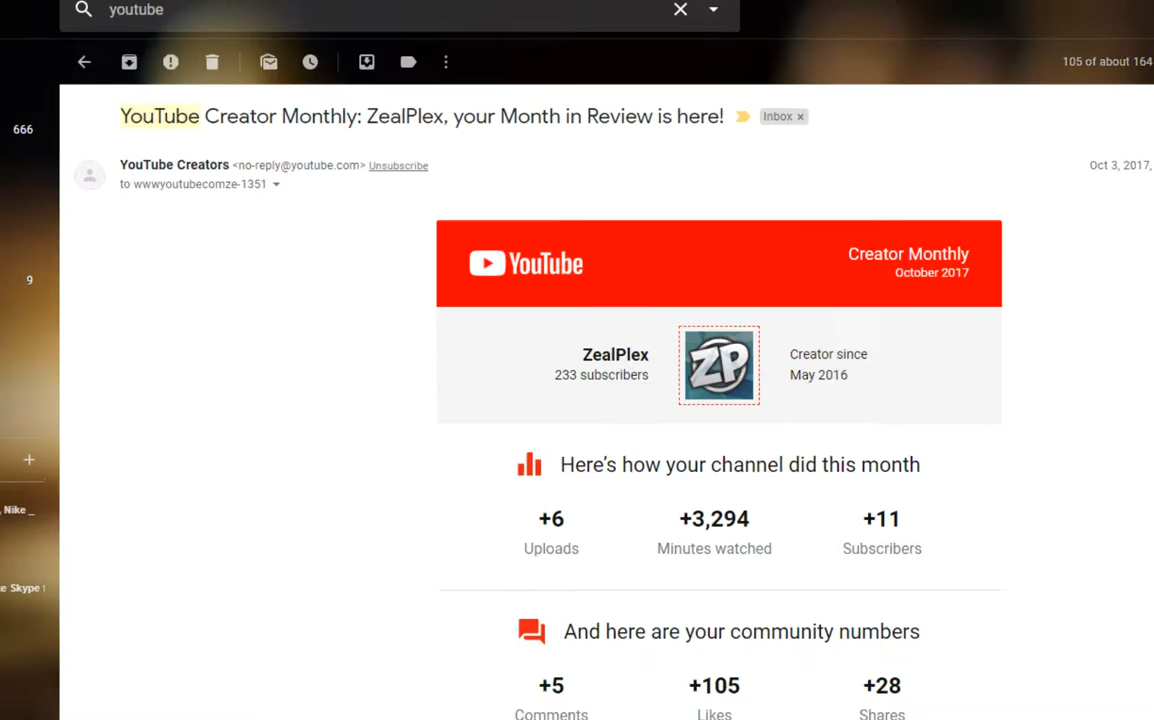 youtube
105 of about 164
YouTube Creator Monthly: ZealPlex, your Month in Review is here!
Inbox ×
666
YouTube Creators <no-reply@youtube.com> Unsubscribe
Oct 3, 2017,
to wwwyoutubecomze-1351
YouTube
Creator Monthly
October 2017
9
ZealPlex
233 subscribers
ZP
Creator since
May 2016
Here's how your channel did this month
+6
Uploads
+3,294
Minutes watched
+11
Subscribers
, Nike _
e Skype
And here are your community numbers
+5
Comments
+105
Likes
+28
Shares